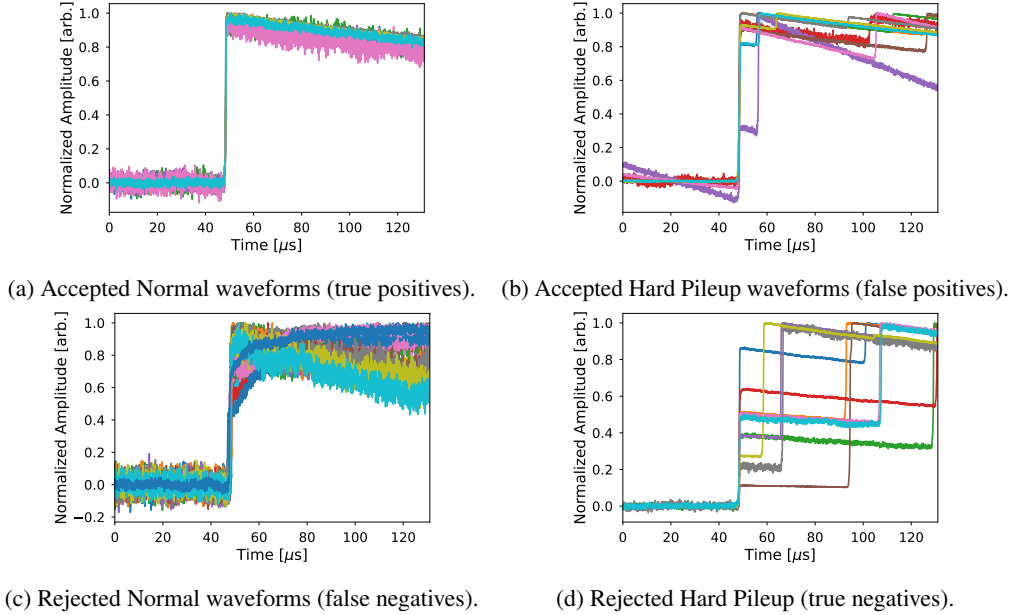 1.0
0.8
0.6
0.4
0.2
0.0
Normalized Amplitude [arb.]
0 20 40 60 80 100 120
Time [μs]
1.0
0.8
0.6
0.4
0.2
0.0
Normalized Amplitude [arb.]
0 20 40 60 80 100 120
Time [μs]
(a) Accepted Normal waveforms (true positives).
(b) Accepted Hard Pileup waveforms (false positives).
1.0
0.8
0.6
0.4
0.2
0.0
−0.2
Normalized Amplitude [arb.]
0 20 40 60 80 100 120
Time [μs]
1.0
0.8
0.6
0.4
0.2
0.0
Normalized Amplitude [arb.]
0 20 40 60 80 100 120
Time [μs]
(c) Rejected Normal waveforms (false negatives).
(d) Rejected Hard Pileup (true negatives).